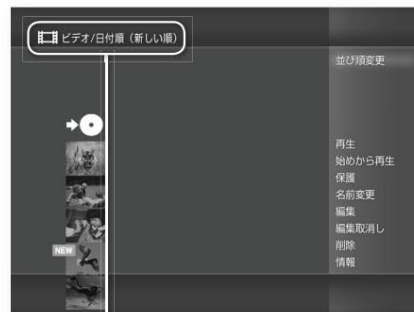 ビデオ/日付順（新しい順）
並び順変更
再生
始めから再生
保護
名前変更
編集
編集取消し
削除
情報
NEW